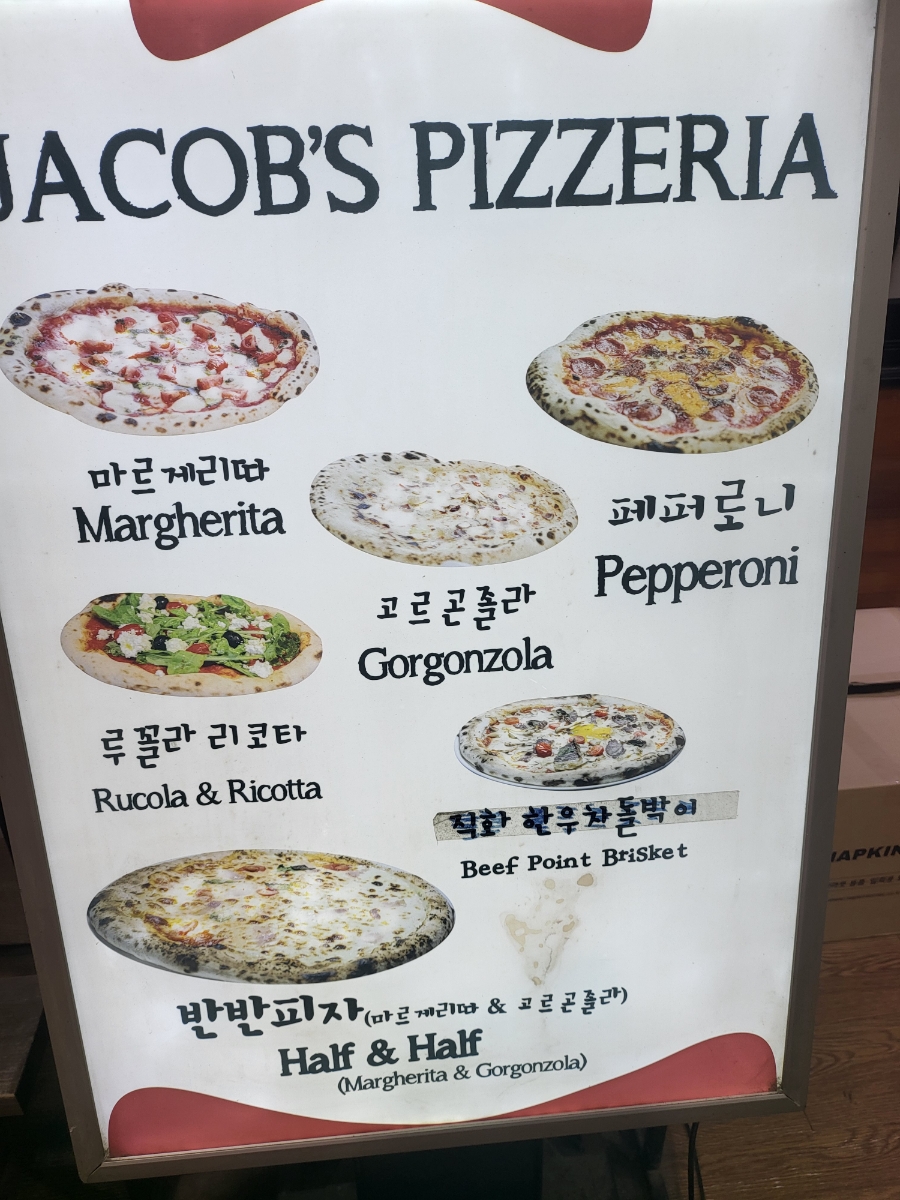 JACOB'S PIZZERIA
마르게리따
Margherita
페퍼로니
Pepperoni
고르곤졸라
Gorgonzola
루꼴라 리코타
Rucola & Ricotta
직화 한우차돌박이
Beef Point BriSket
반반피자(마르게리따 & 고르곤졸라)
Half & Half
(Margherita & Gorgonzola)
NAPKIN